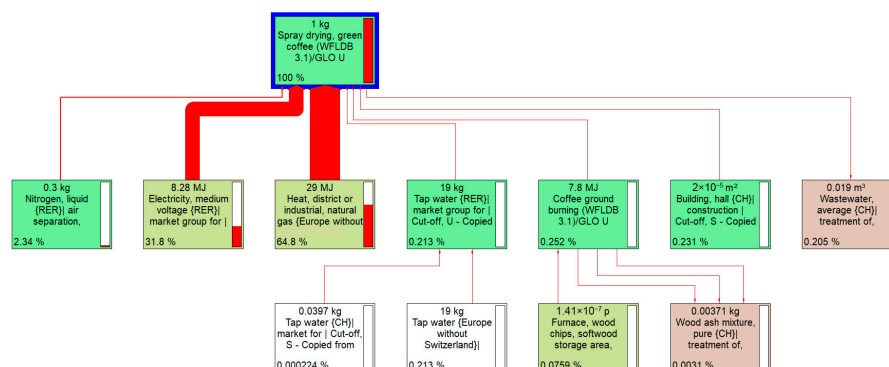 1 kg
Spray drying, green
coffee (WFLDB
3.1)/GLO U
100 %
0.3 kg
Nitrogen, liquid
{RER}| air
separation,
2.34 %
8.28 MJ
Electricity, medium
voltage {RER}|
market group for |
31.8 %
29 MJ
Heat, district or
industrial, natural
gas {Europe without
64.8 %
19 kg
Tap water {RER}|
market group for |
Cut-off, U - Copied
0.213 %
7.8 MJ
Coffee ground
burning (WFLDB
3.1)/GLO U
0.252 %
2×10⁻⁵ m²
Building, hall {CH}|
construction |
Cut-off, S - Copied
0.231 %
0.019 m³
Wastewater,
average {CH}|
treatment of,
0.205 %
0.0397 kg
Tap water {CH}|
market for | Cut-off,
S - Copied from
0.000224 %
19 kg
Tap water {Europe
without
Switzerland}|
0.213 %
1.41×10⁻⁷ p
Furnace, wood
chips, softwood
storage area,
0.0759 %
0.00371 kg
Wood ash mixture,
pure {CH}|
treatment of,
0.0031 %